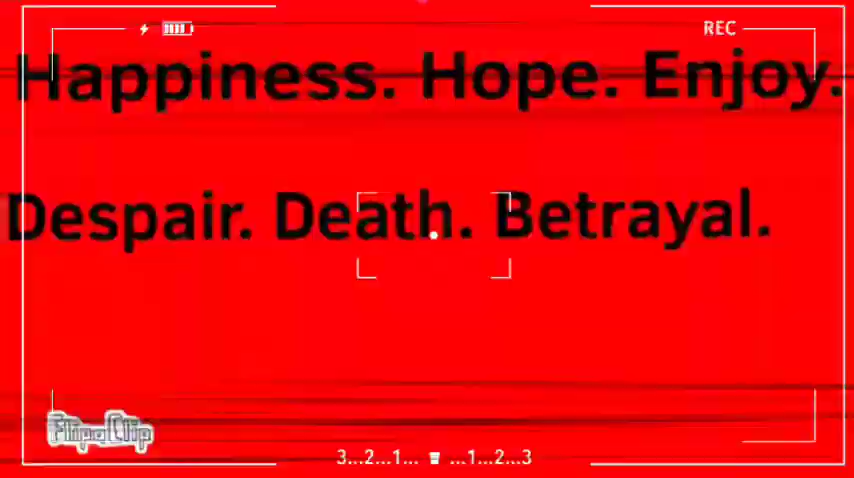 REC
Happiness. Hope. Enjoy.
Despair. Death. Betrayal.
FlipaClip
3...2...1... ...1...2...3